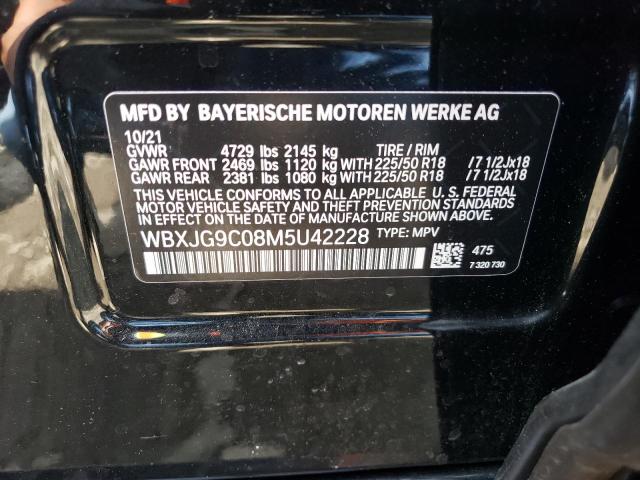 MFD BY BAYERISCHE MOTOREN WERKE AG
10/21
GVWR 4729 lbs 2145 kg TIRE / RIM
GAWR FRONT 2469 lbs 1120 kg WITH 225/50 R18 /7 1/2Jx18
GAWR REAR 2381 lbs 1080 kg WITH 225/50 R18 /7 1/2Jx18
THIS VEHICLE CONFORMS TO ALL APPLICABLE U. S. FEDERAL
MOTOR VEHICLE SAFETY, BUMPER, AND THEFT PREVENTION
STANDARDS IN EFFECT ON THE DATE OF MANUFACTURE SHOWN ABOVE.
WBXJG9C08M5U42228 TYPE: MPV
475
7 320 730